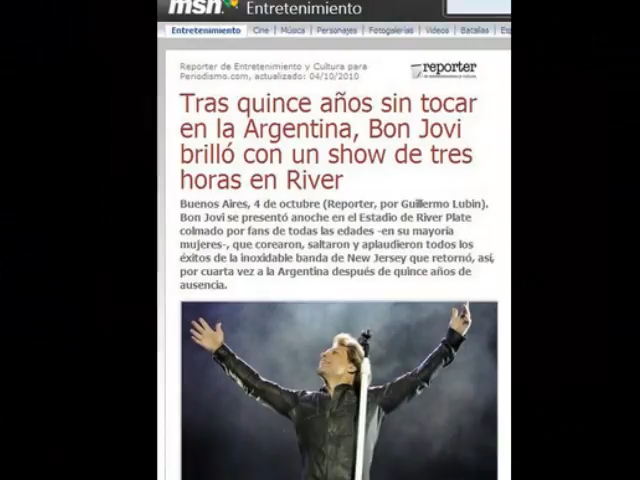 msn Entretenimiento
Entretenimiento Cine | Música | Personajes | Fotogalerías | Videos | Batallas | Es
Reporter de Entretenimiento y Cultura para
Periodismo.com, actualizado: 04/10/2010
reporter
Tras quince años sin tocar
en la Argentina, Bon Jovi
brilló con un show de tres
horas en River
Buenos Aires, 4 de octubre (Reporter, por Guillermo Lubin).
Bon Jovi se presentó anoche en el Estadio de River Plate
colmado por fans de todas las edades -en su mayoría
mujeres-, que corearon, saltaron y aplaudieron todos los
éxitos de la inoxidable banda de New Jersey que retornó, así,
por cuarta vez a la Argentina después de quince años de
ausencia.